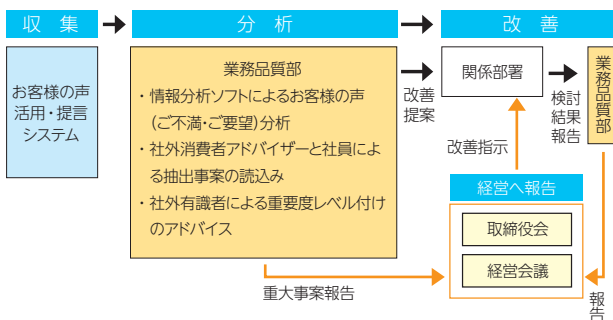 収集
分析
改善
お客様の声
活用・提言
システム
業務品質部
・情報分析ソフトによるお客様の声
(ご不満・ご要望)分析
・社外消費者アドバイザーと社員によ
る抽出事案の読込み
・社外有識者による重要度レベル付け
のアドバイス
改善
提案
関係部署
検討
結果
報告
業務品質部
改善指示
経営へ報告
取締役会
経営会議
重大事案報告
報告